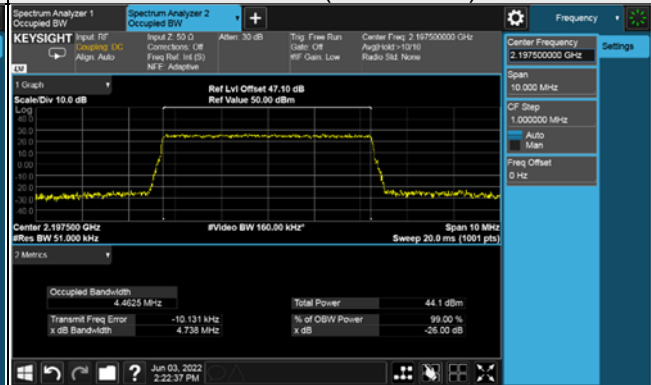 Spectrum Analyzer 1
Occupied BW
Spectrum Analyzer 2
Occupied BW
Frequency
KEYSIGHT
Input: RF
Coupling: DC
Align: Auto
Input Z: 50 Ω
Corrections: Off
Freq Ref: Int (S)
NFE: Adaptive
Atten: 30 dB
Trig: Free Run
Gate: Off
#IF Gain: Low
Center Freq: 2.197500000 GHz
Avg|Hold:>10/10
Radio Std: None
Center Frequency
2.197500000 GHz
Settings
Span
10.000 MHz
CF Step
1.000000 MHz
Auto
Man
Freq Offset
0 Hz
1 Graph
Scale/Div 10.0 dB
Ref Lvl Offset 47.10 dB
Ref Value 50.00 dBm
Log
40.0
30.0
20.0
10.0
0.00
-10.0
-20.0
-30.0
-40.0
Center 2.197500 GHz
#Res BW 51.000 kHz
#Video BW 160.00 kHz*
Span 10 MHz
Sweep 20.0 ms (1001 pts)
2 Metrics
Occupied Bandwidth
4.4625 MHz
Total Power 44.1 dBm
Transmit Freq Error -10.131 kHz
% of OBW Power 99.00 %
x dB Bandwidth 4.738 MHz
x dB -26.00 dB
?
Jun 03, 2022
2:22:37 PM